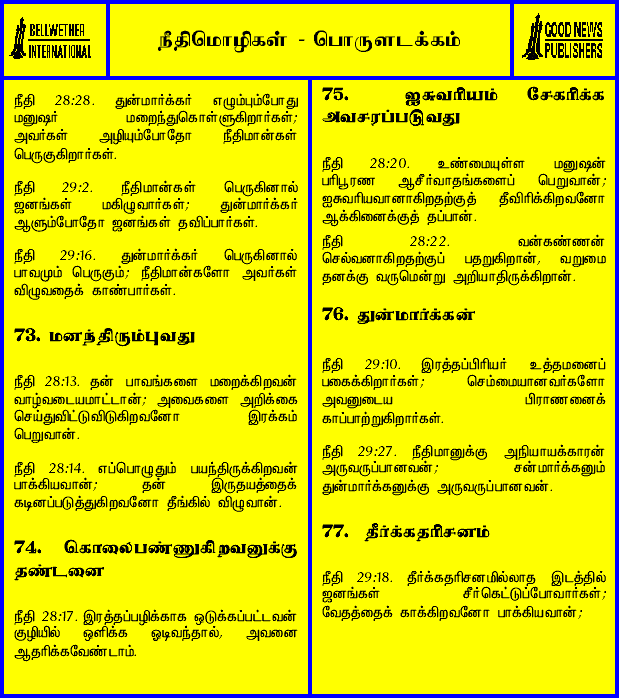 BELLWETHER
INTERNATIONAL
நீதிமொழிகள் - பொருளடக்கம்
GOOD NEWS
PUBLISHERS
நீதி 28:28. துன்மார்க்கர் எழும்பும்போது
மனுஷர் மறைந்துகொள்ளுகிறார்கள்;
அவர்கள் அழியும்போதோ நீதிமான்கள்
பெருகுகிறார்கள்.
நீதி 29:2. நீதிமான்கள் பெருகினால்
ஜனங்கள் மகிழுவார்கள்; துன்மார்க்கர்
ஆளும்போதோ ஜனங்கள் தவிப்பார்கள்.
நீதி 29:16. துன்மார்க்கர் பெருகினால்
பாவமும் பெருகும்; நீதிமான்களோ அவர்கள்
விழுவதைக் காண்பார்கள்.
73. மனந்திரும்புவது
நீதி 28:13. தன் பாவங்களை மறைக்கிறவன்
வாழ்வடையமாட்டான்; அவைகளை அறிக்கை
செய்துவிட்டுவிடுகிறவனோ இரக்கம்
பெறுவான்.
நீதி 28:14. எப்பொழுதும் பயந்திருக்கிறவன்
பாக்கியவான்; தன் இருதயத்தைக்
கடினப்படுத்துகிறவனோ தீங்கில் விழுவான்.
74. கொலைபண்ணுகிறவனுக்கு
தண்டனை
நீதி 28:17. இரத்தப்பழிக்காக ஒடுக்கப்பட்டவன்
குழியில் ஒளிக்க ஓடிவந்தால், அவனை
ஆதரிக்கவேண்டாம்.
75. ஐசுவரியம் சேகரிக்க
அவசரப்படுவது
நீதி 28:20. உண்மையுள்ள மனுஷன்
பரிபூரண ஆசீர்வாதங்களைப் பெறுவான்;
ஐசுவரியவானாகிறதற்குத் தீவிரிக்கிறவனோ
ஆக்கினைக்குத் தப்பான்.
நீதி 28:22. வன்கண்ணன்
செல்வனாகிறதற்குப் பதறுகிறான், வறுமை
தனக்கு வருமென்று அறியாதிருக்கிறான்.
76. துன்மார்க்கன்
நீதி 29:10. இரத்தப்பிரியர் உத்தமனைப்
பகைக்கிறார்கள்; செம்மையானவர்களோ
அவனுடைய பிராணனைக்
காப்பாற்றுகிறார்கள்.
நீதி 29:27. நீதிமானுக்கு அநியாயக்காரன்
அருவருப்பானவன்; சன்மார்க்கனும்
துன்மார்க்கனுக்கு அருவருப்பானவன்.
77. தீர்க்கதரிசனம்
நீதி 29:18. தீர்க்கதரிசனமில்லாத இடத்தில்
ஜனங்கள் சீர்கெட்டுப்போவார்கள்;
வேதத்தைக் காக்கிறவனோ பாக்கியவான்;